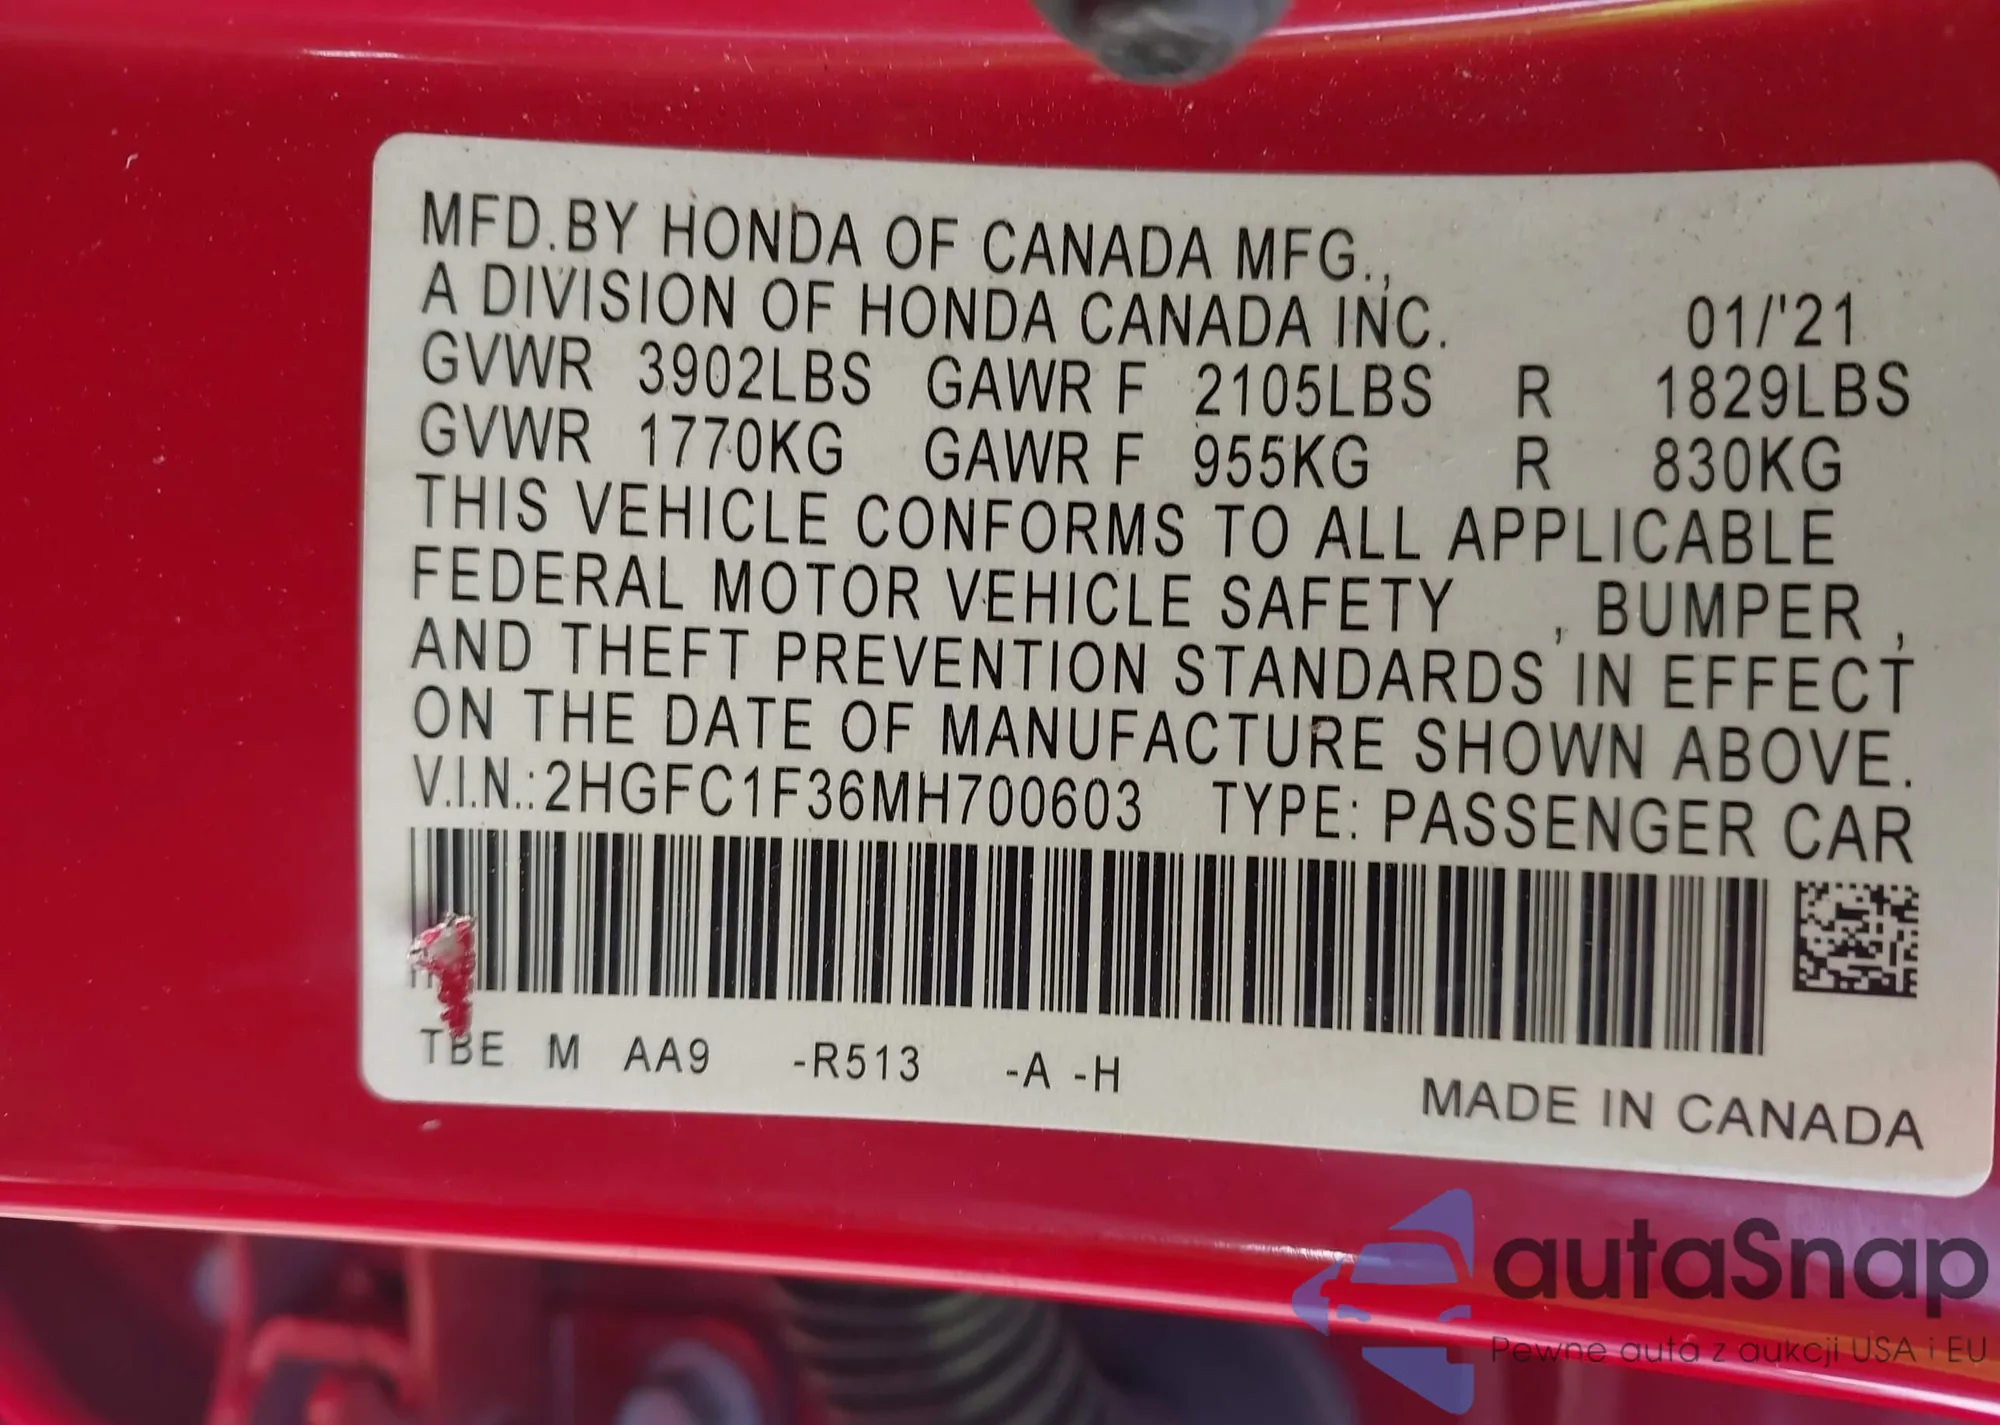 MFD.BY HONDA OF CANADA MFG.,
A DIVISION OF HONDA CANADA INC. 01/'21
GVWR 3902LBS GAWR F 2105LBS R 1829LBS
GVWR 1770KG GAWR F 955KG R 830KG
THIS VEHICLE CONFORMS TO ALL APPLICABLE
FEDERAL MOTOR VEHICLE SAFETY , BUMPER ,
AND THEFT PREVENTION STANDARDS IN EFFECT
ON THE DATE OF MANUFACTURE SHOWN ABOVE.
V.I.N.:2HGFC1F36MH700603 TYPE: PASSENGER CAR
TBE M AA9 -R513 -A -H
MADE IN CANADA
autaSnap
Pewne auta z aukcji USA i EU